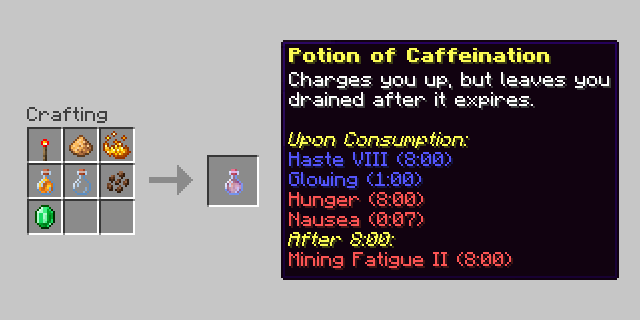 Crafting
Potion of Caffeination
Charges you up, but leaves you
drained after it expires.
Upon Consumption:
Haste VIII (8:00)
Glowing (1:00)
Hunger (8:00)
Nausea (0:07)
After 8:00:
Mining Fatigue II (8:00)